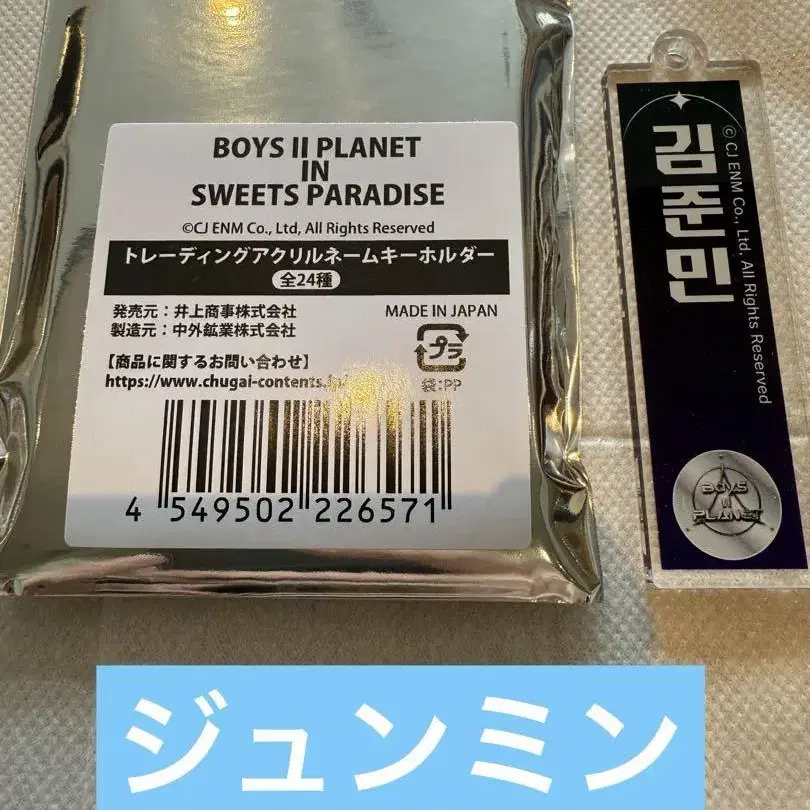 BOYS II PLANET
IN
SWEETS PARADISE
©CJ ENM Co., Ltd, All Rights Reserved
トレーディングアクリルネームキーホルダー
全24種
発売元:井上商事株式会社
製造元:中外鉱業株式会社
MADE IN JAPAN
プラ
袋:PP
【商品に関するお問い合わせ】
https://www.chugai-contents.jp/
4 549502 226571
김준민
© CJ ENM Co., Ltd, All Rights Reserved
BOYS
II
PLANET
ジュンミン